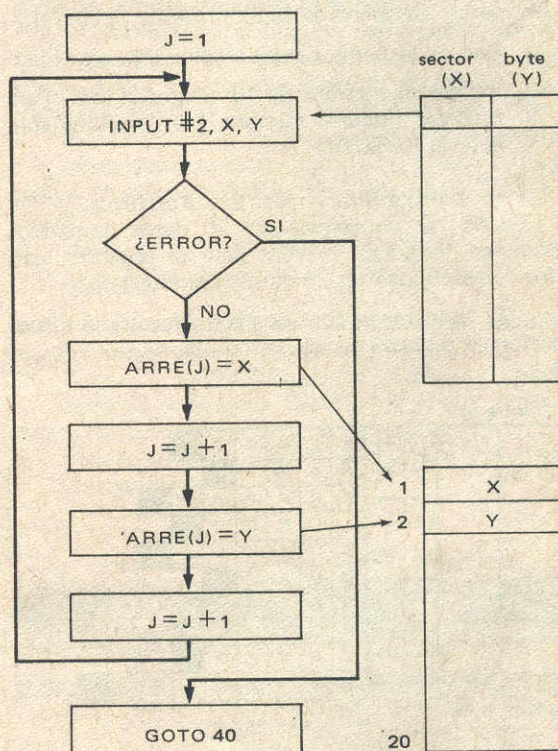 J=1
sector byte
(X) (Y)
INPUT #2, X, Y
¿ERROR?
SI
NO
ARRE(J)=X
J=J+1
1 X
2 Y
'ARRE(J)=Y
J=J+1
GOTO 40
20